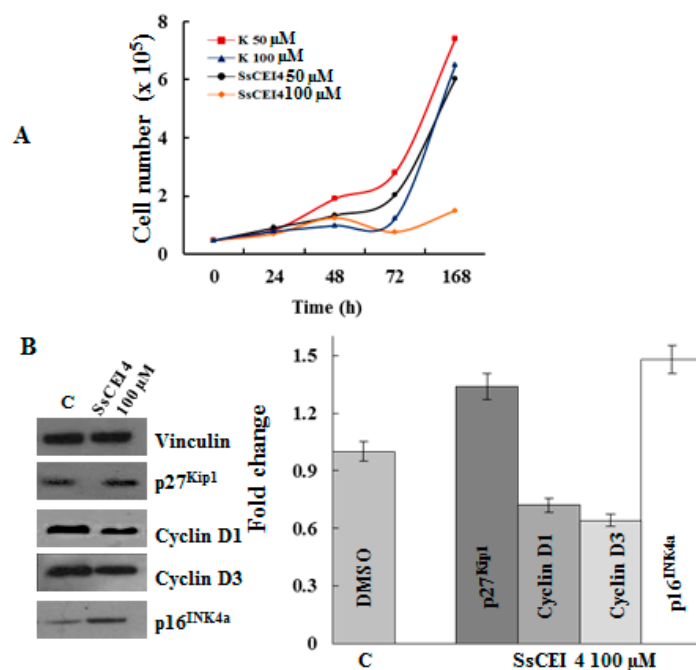 A
Cell number (x 10⁵)
8
6
4
2
0
K 50 µM
K 100 µM
SsCEI4 50 µM
SsCEI4 100 µM
0 24 48 72 168
Time (h)
B
C
SsCEI4
100 µM
Vinculin
p27Kip1
Cyclin D1
Cyclin D3
p16INK4a
Fold change
1.5
1.2
0.9
0.6
0.3
0
DMSO
p27Kip1
Cyclin D1
Cyclin D3
p16INK4a
C
SsCEI 4 100 µM